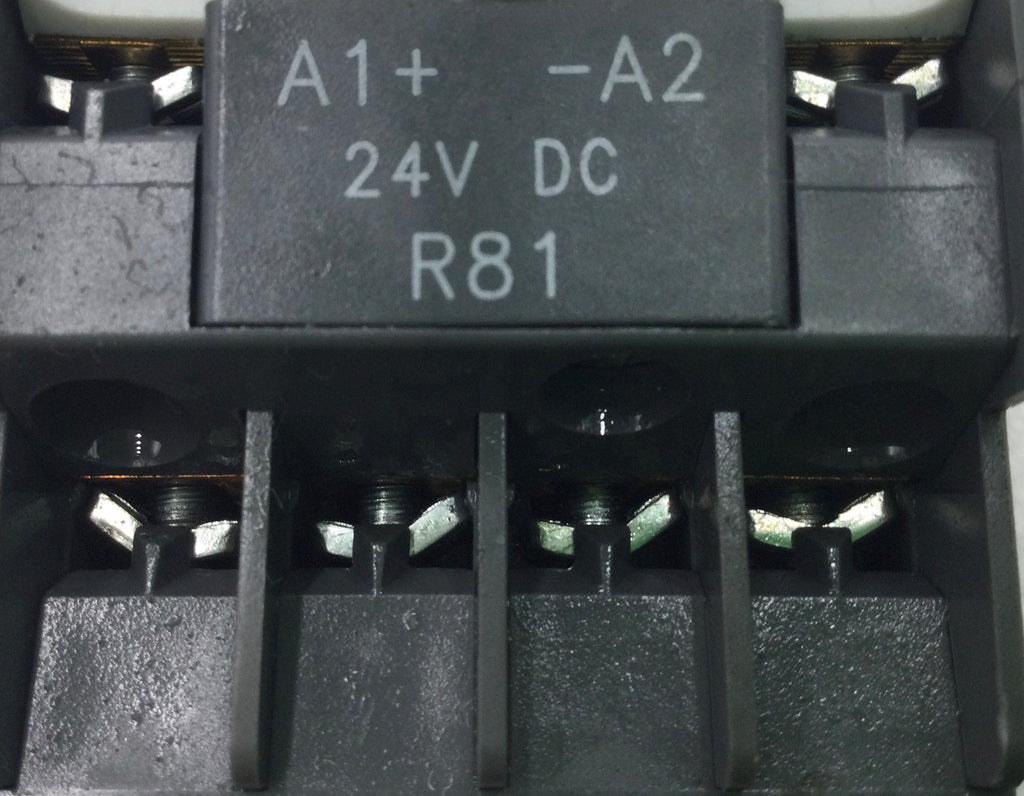 A1+ -A2
24V DC
R81